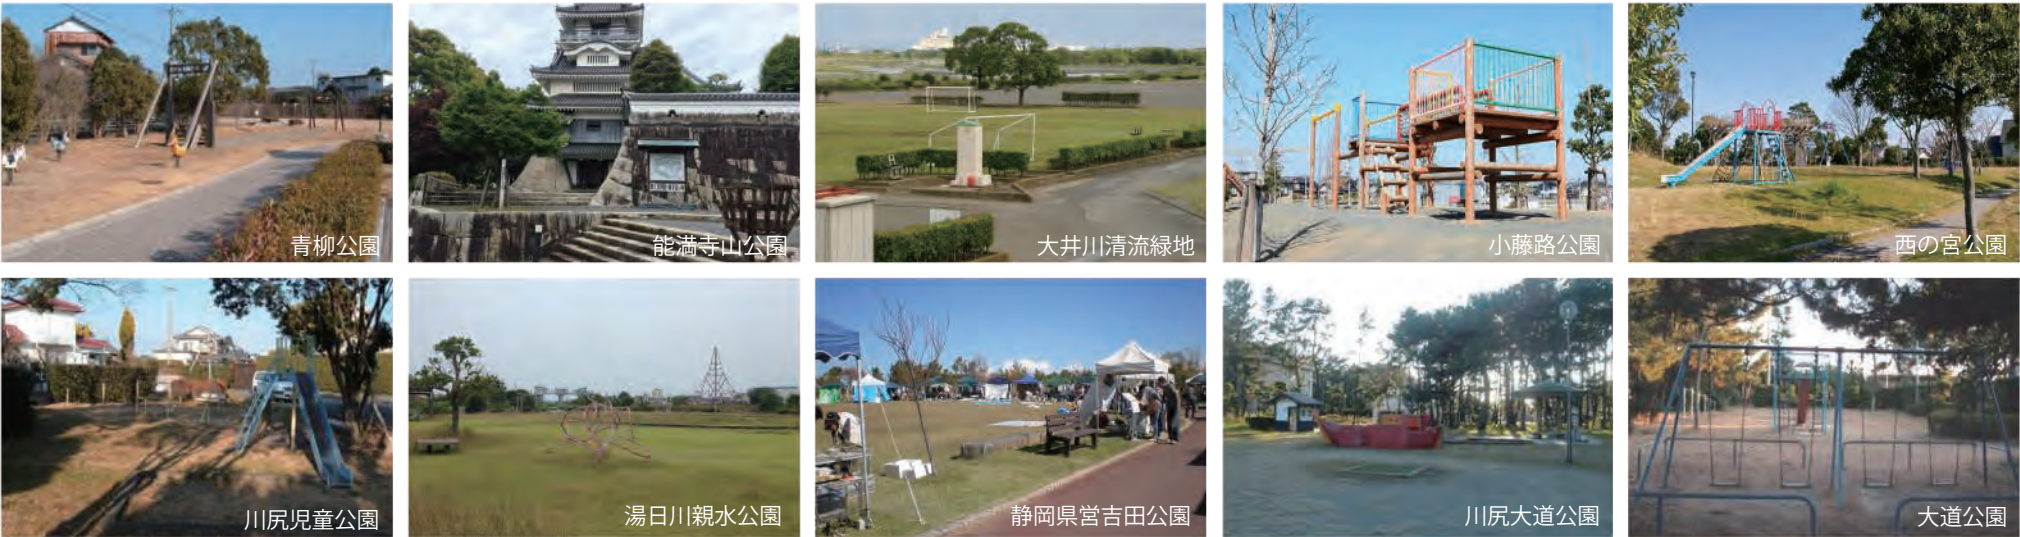 青柳公園
能満寺山公園
大井川清流緑地
小藤路公園
西の宮公園
川尻児童公園
湯日川親水公園
静岡県営吉田公園
川尻大道公園
大道公園